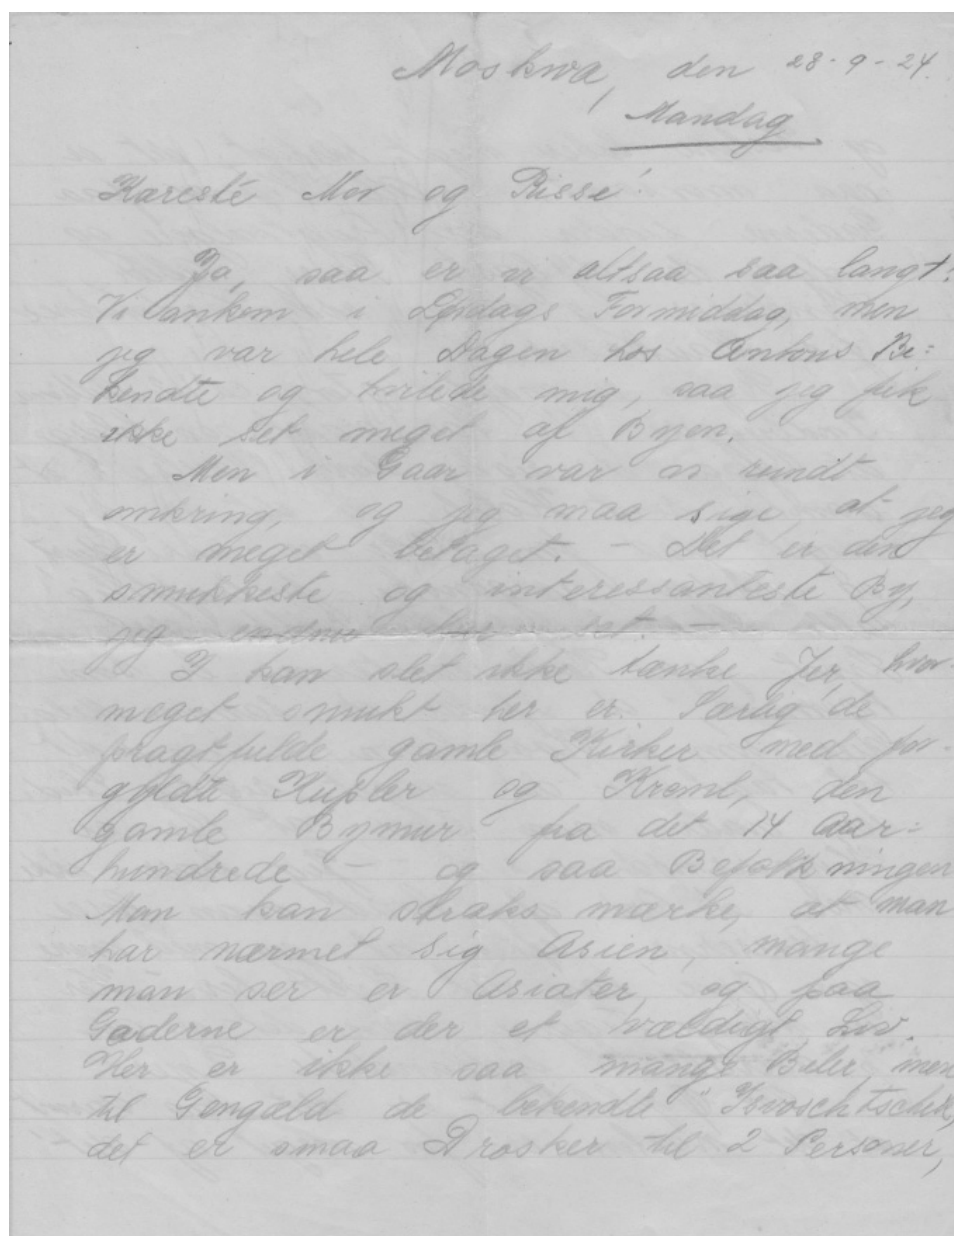 Moskwa, den 28-9-24.
Mandag
Kæreste Mor og Risse!
Ja, saa er vi altsaa saa langt.
Vi ankom i Lørdags Formiddag, men
jeg var hele Dagen hos Antons Be=
kendte og hvilede mig, saa jeg fik
ikke set meget af Byen.
Men i Gaar var vi rundt
omkring, og jeg maa sige, at jeg
er meget betaget. - Det er den
smukkeste og interessanteste By,
jeg endnu har set. -
I kan slet ikke tænke Jer, hvor
meget smukt her er. Særlig de
pragtfulde gamle Kirker med for-
gyldte Kupler og Kreml, den
gamle Bymur fra det 14 Aar=
hundrede - og saa Befolkningen
Man kan straks mærke, at man
har nærmet sig Asien, mange
man ser er Asiater, og paa
Gaderne er der et vældigt Liv.
Her er ikke saa mange Biler men
til Gengæld de bekendte "Isvoschtschik,
det er smaa Drosker til 2 Personer,